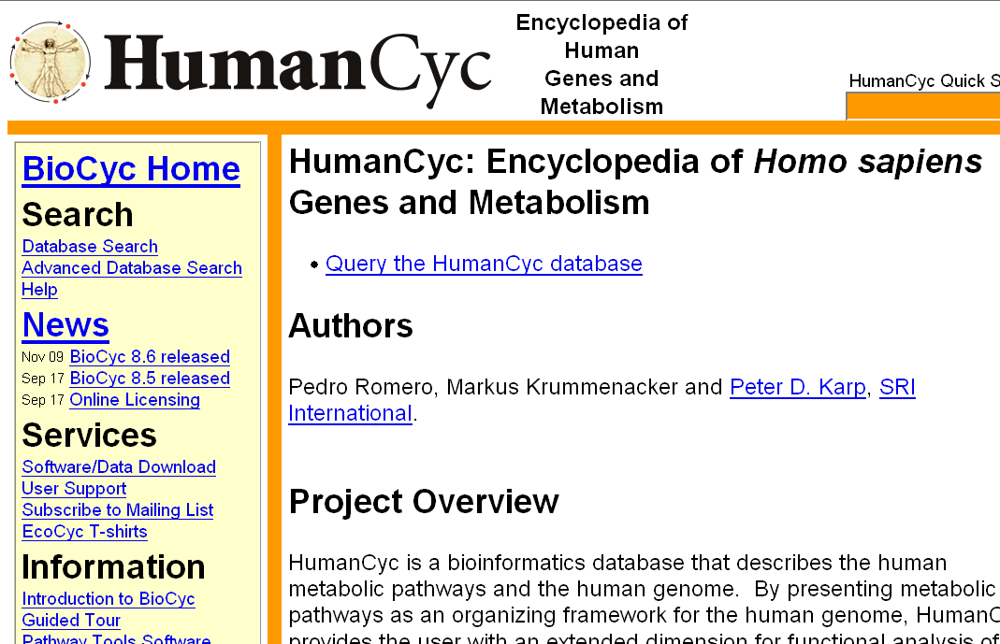 HumanCyc
Encyclopedia of
Human
Genes and
Metabolism
HumanCyc Quick S
BioCyc Home
Search
Database Search
Advanced Database Search
Help
News
Nov 09 BioCyc 8.6 released
Sep 17 BioCyc 8.5 released
Sep 17 Online Licensing
Services
Software/Data Download
User Support
Subscribe to Mailing List
EcoCyc T-shirts
Information
Introduction to BioCyc
Guided Tour
Pathway Tools Software
HumanCyc: Encyclopedia of Homo sapiens
Genes and Metabolism
• Query the HumanCyc database
Authors
Pedro Romero, Markus Krummenacker and Peter D. Karp, SRI
International.
Project Overview
HumanCyc is a bioinformatics database that describes the human
metabolic pathways and the human genome.  By presenting metabolic
pathways as an organizing framework for the human genome, HumanC
provides the user with an extended dimension for functional analysis of